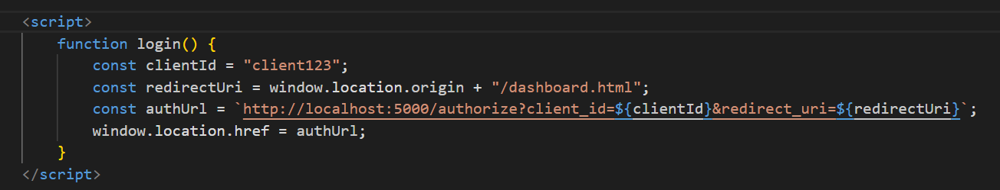 <script>
function login() {
const clientId = "client123";
const redirectUri = window.location.origin + "/dashboard.html";
const authUrl = `http://localhost:5000/authorize?client_id=${clientId}&redirect_uri=${redirectUri}`;
window.location.href = authUrl;
}
</script>